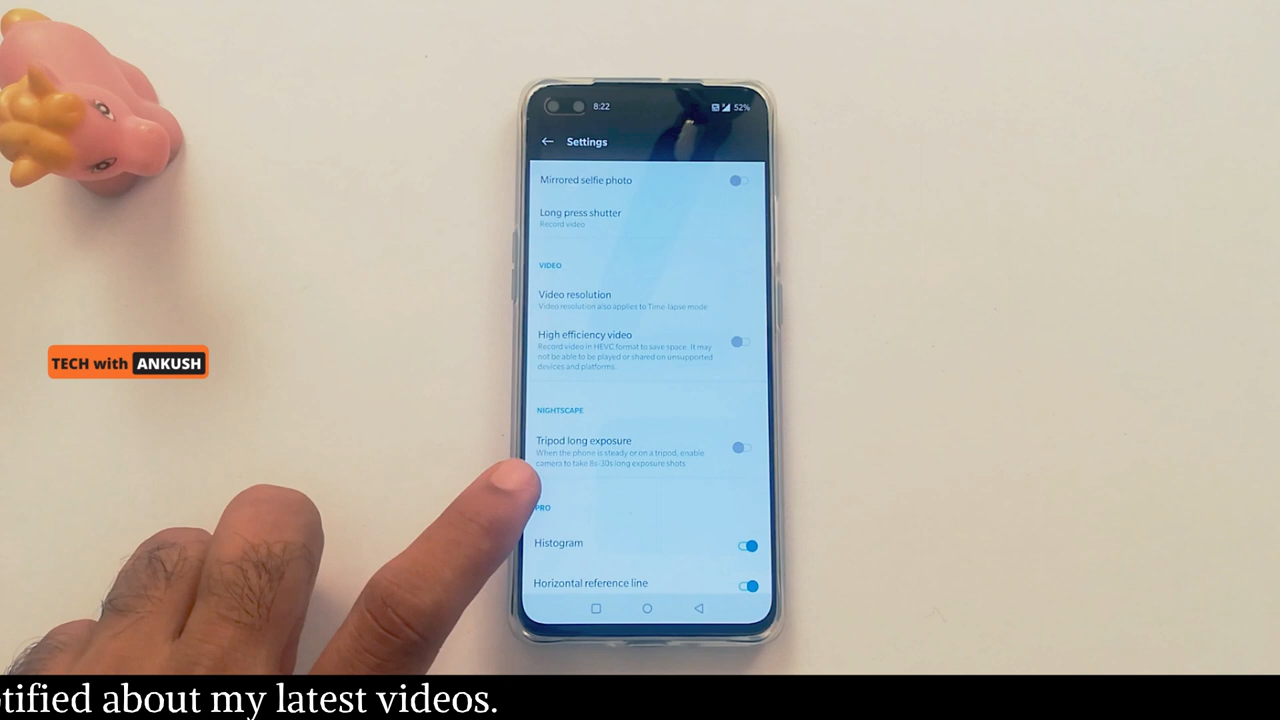 8:22
52%
Settings
Mirrored selfie photo
Long press shutter
Record video
VIDEO
Video resolution
Video resolution also applies to Time-lapse mode
High efficiency video
Record video in HEVC format to save space. It may
not be able to be played or shared on unsupported
devices and platforms.
NIGHTSCAPE
Tripod long exposure
When the phone is steady or on a tripod, enable
camera to take 8s-30s long exposure shots
PRO
Histogram
Horizontal reference line
TECH with ANKUSH
tified about my latest videos.